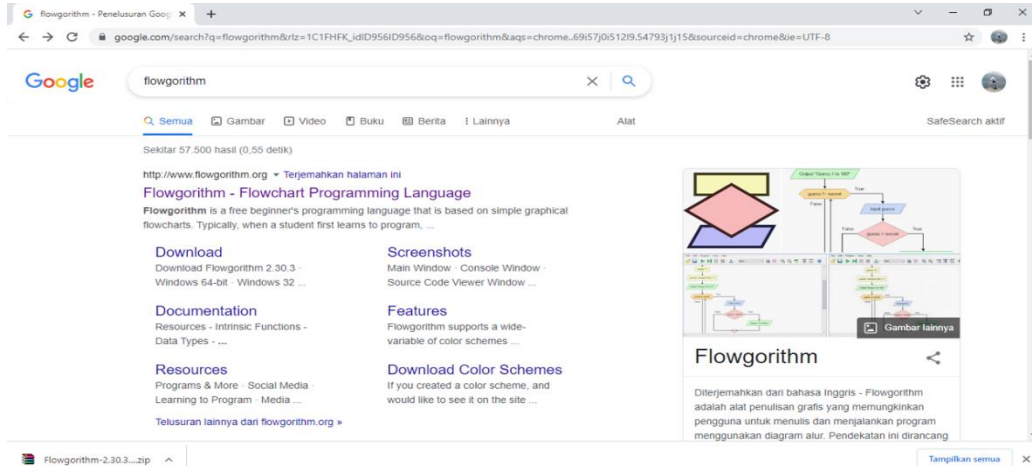 flowgorithm - Penelusuran Goog
google.com/search?q=flowgorithm&rlz=1C1FHFK_idID956ID956&oq=flowgorithm&aqs=chrome..69i57j0i512l9.54793j1j15&sourceid=chrome&ie=UTF-8
Google
flowgorithm
Semua Gambar Video Buku Berita Lainnya Alat SafeSearch aktif
Sekitar 57.500 hasil (0,55 detik)
http://www.flowgorithm.org Terjemahkan halaman ini
Flowgorithm - Flowchart Programming Language
Flowgorithm is a free beginner's programming language that is based on simple graphical
flowcharts. Typically, when a student first learns to program, ...
Download
Download Flowgorithm 2.30.3 ·
Windows 64-bit · Windows 32 ...
Screenshots
Main Window · Console Window ·
Source Code Viewer Window ...
Documentation
Resources - Intrinsic Functions -
Data Types - ...
Features
Flowgorithm supports a wide-
variable of color schemes ...
Resources
Programs & More · Social Media ·
Learning to Program · Media ...
Download Color Schemes
If you created a color scheme, and
would like to see it on the site ...
Telusuran lainnya dari flowgorithm.org »
True
False
False
True
Gambar lainnya
Flowgorithm
Diterjemahkan dari bahasa Inggris - Flowgorithm
adalah alat penulisan grafis yang memungkinkan
pengguna untuk menulis dan menjalankan program
menggunakan diagram alur. Pendekatan ini dirancang
Flowgorithm-2.30.3....zip
Tampilkan semua